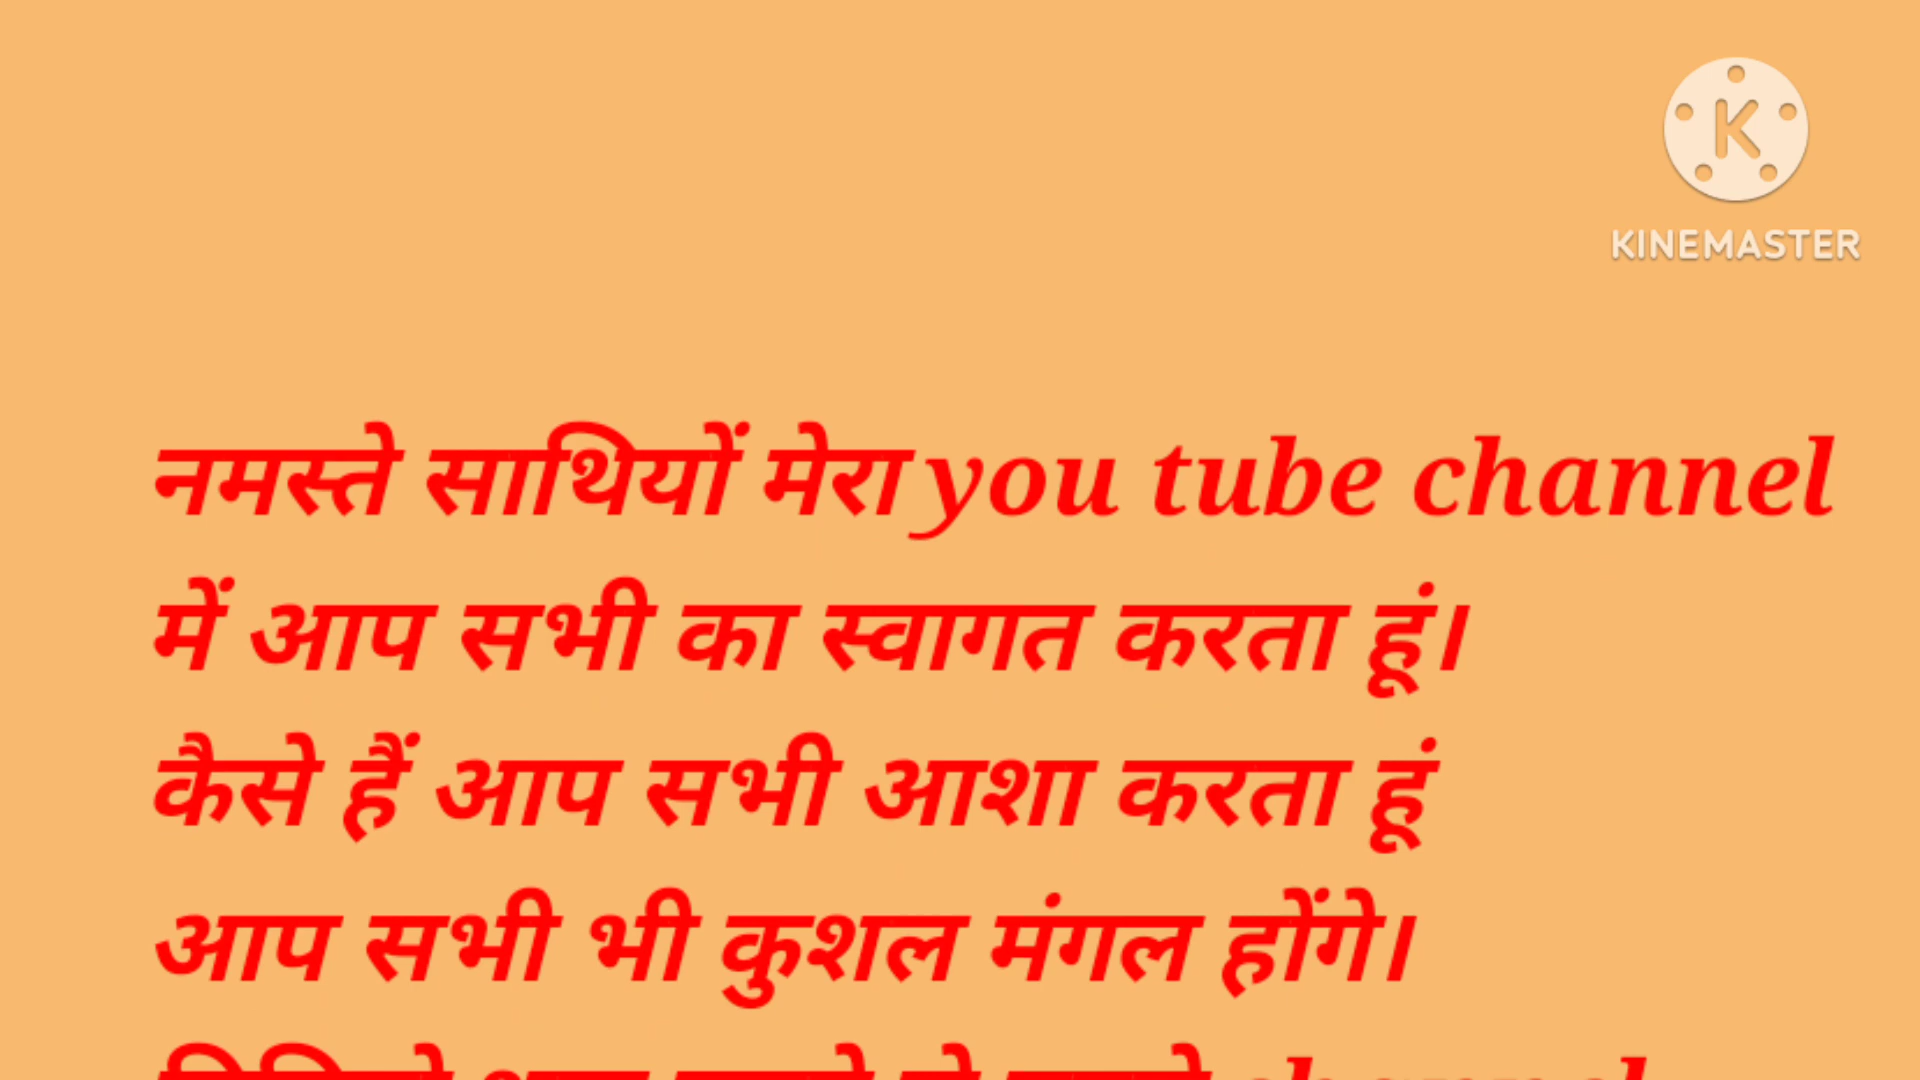 KINEMASTER
नमस्ते साथियों मेरा you tube channel
में आप सभी का स्वागत करता हूं।
कैसे हैं आप सभी आशा करता हूं
आप सभी भी कुशल मंगल होंगे।